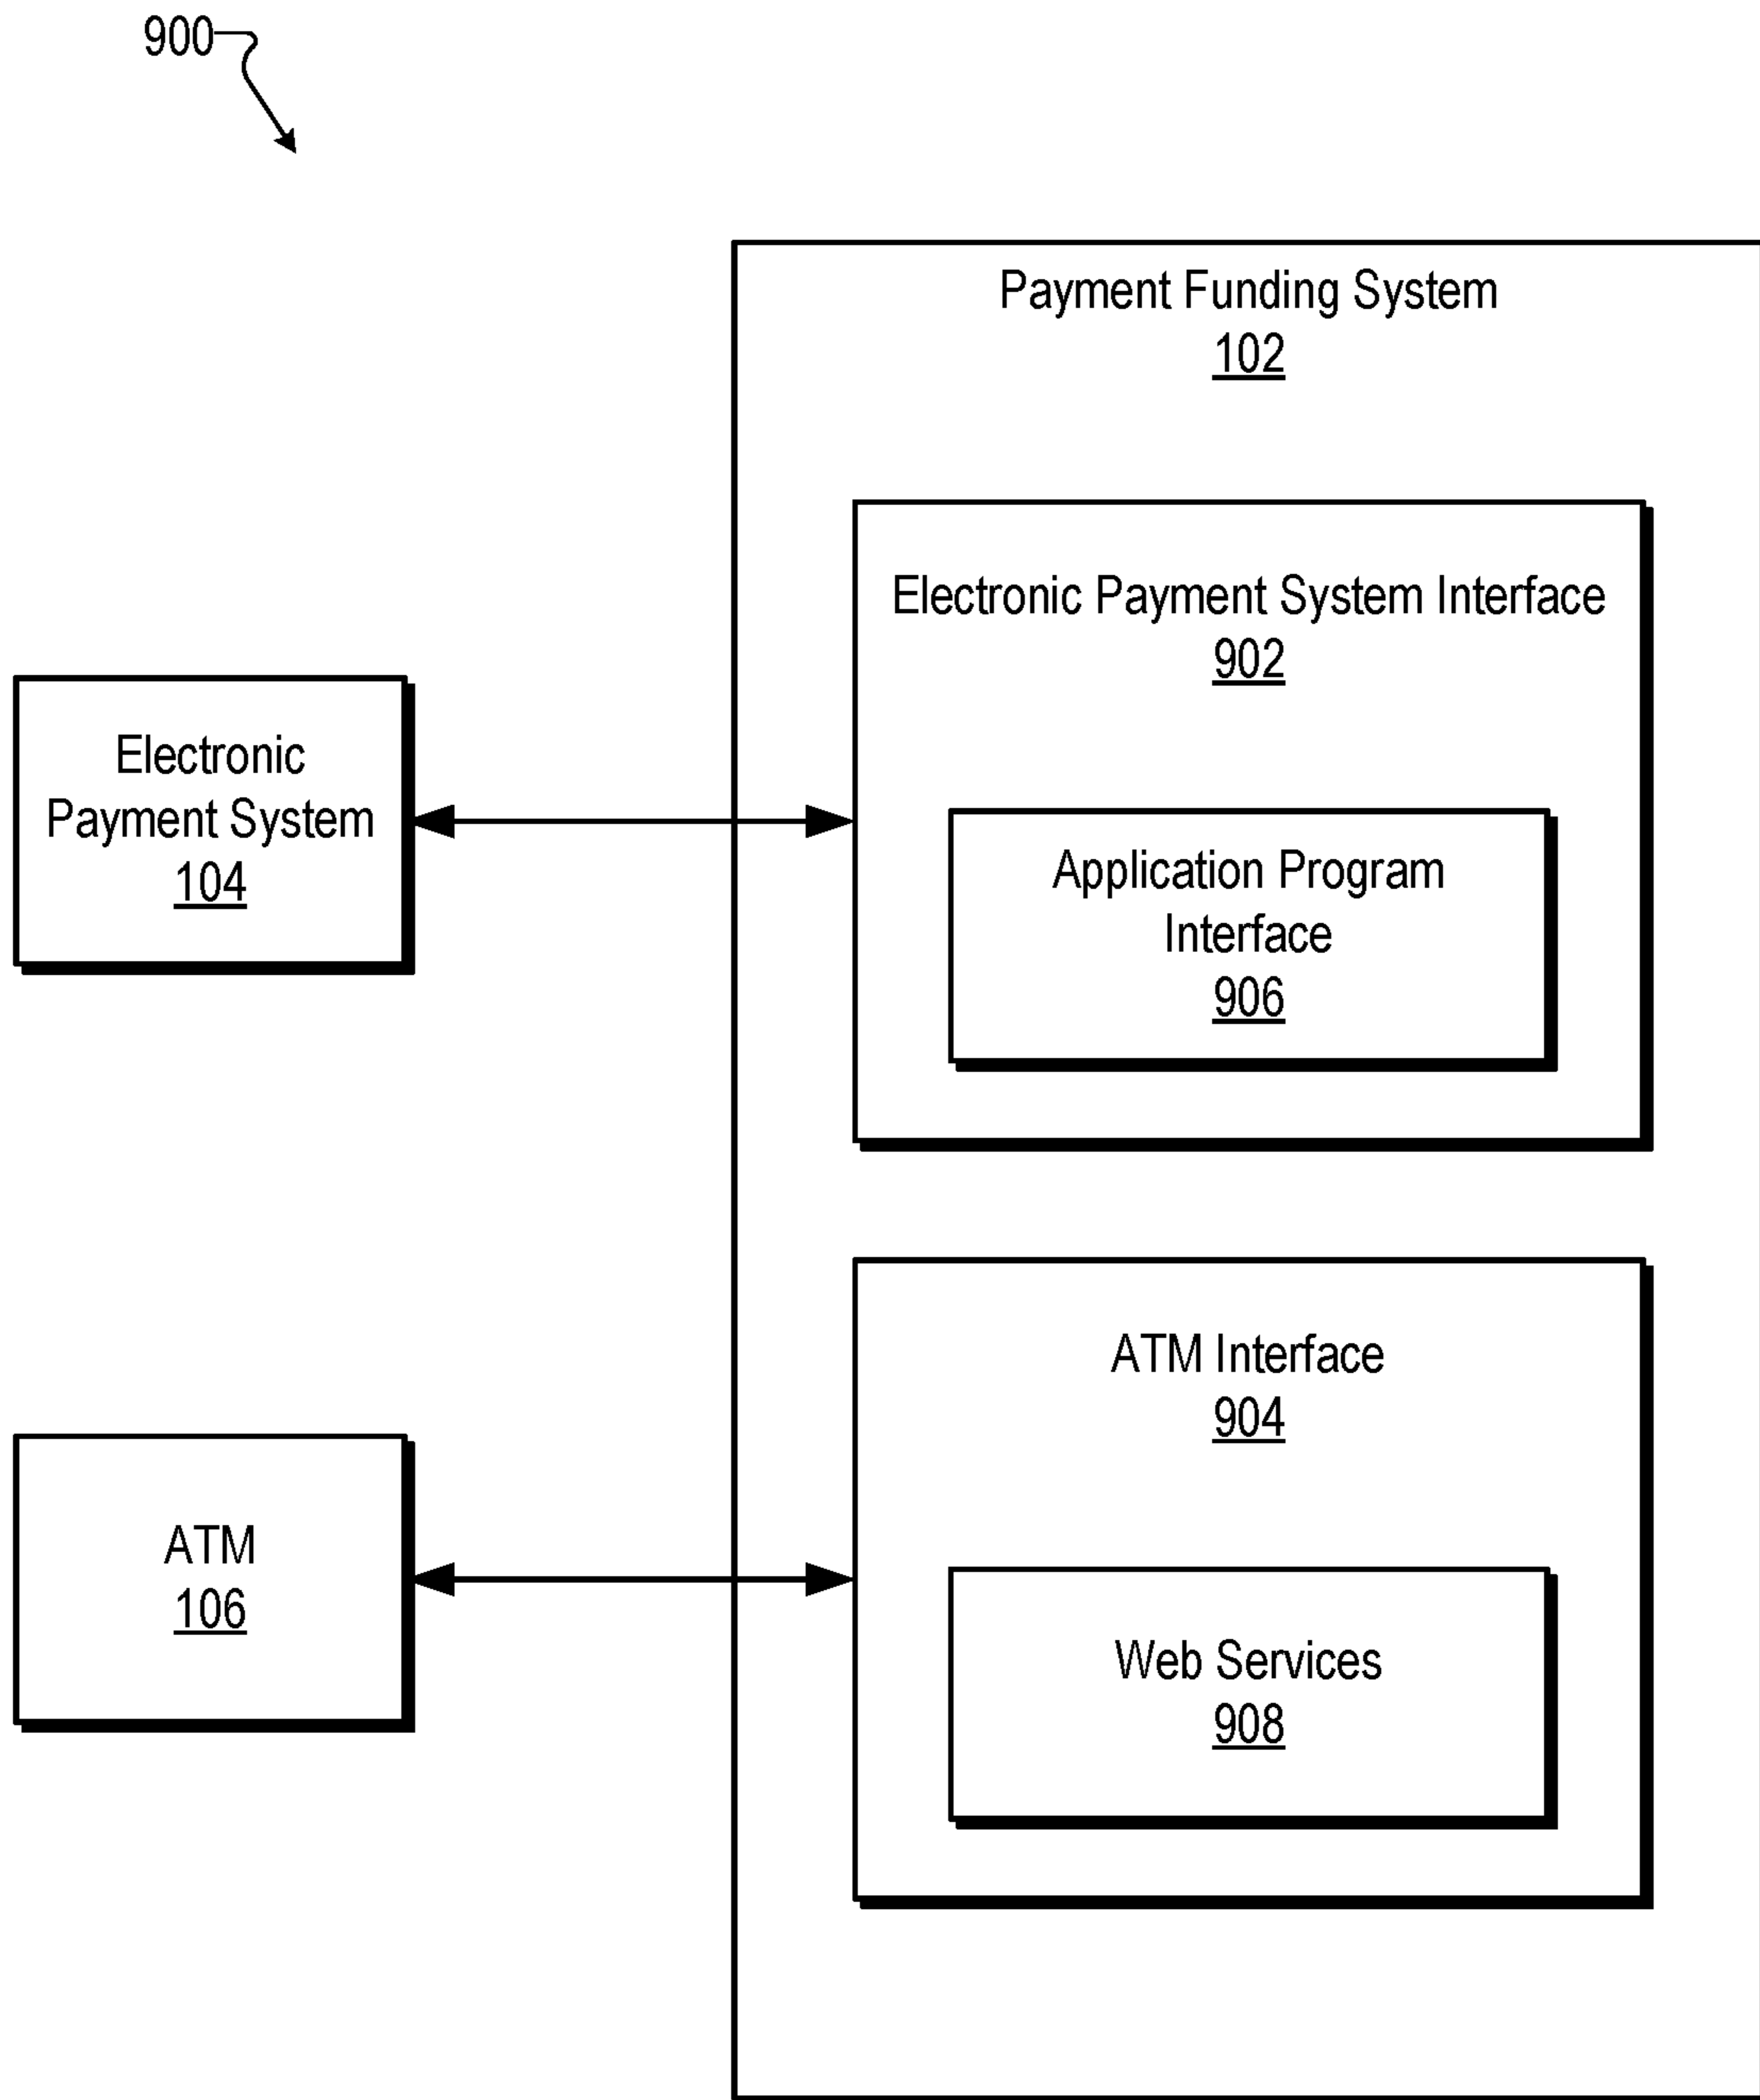 900
Payment Funding System
102
Electronic Payment System Interface
902
Electronic
Payment System
104
Application Program
Interface
906
ATM Interface
904
ATM
106
Web Services
908